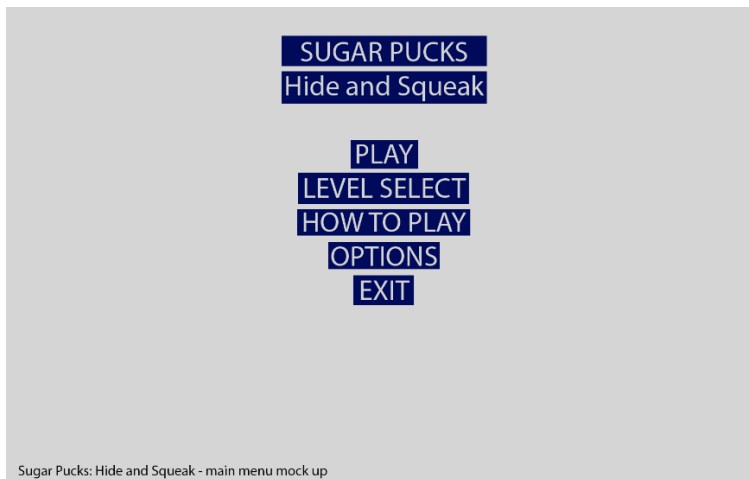 SUGAR PUCKS
Hide and Squeak
PLAY
LEVEL SELECT
HOW TO PLAY
OPTIONS
EXIT
Sugar Pucks: Hide and Squeak - main menu mock up